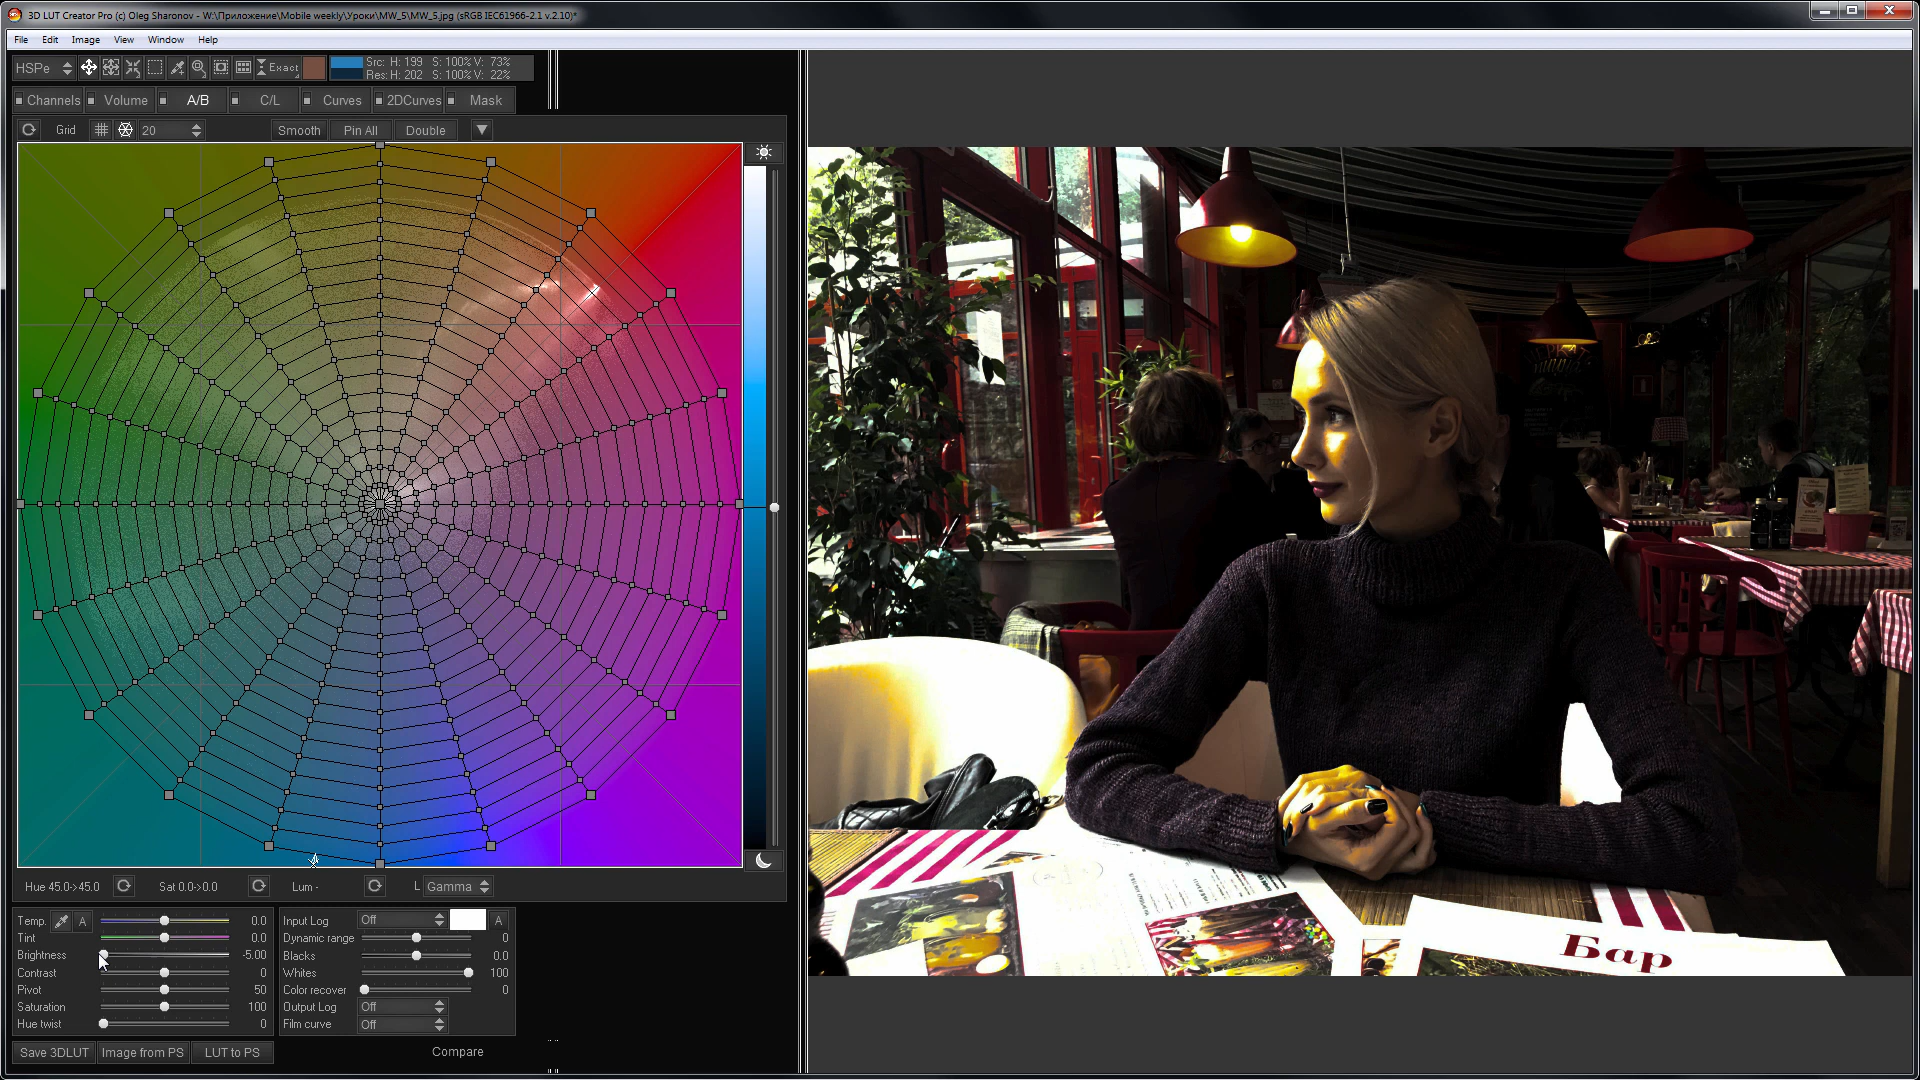 3D LUT Creator Pro (c) Oleg Sharonov - W:\Приложение\Mobile weekly\Уроки\MW_5\MW_5.jpg (sRGB IEC61966-2.1 v.2.10)*
File Edit Image View Window Help
HSPe Exact Src: H: 199 S: 100% V: 73%
Res: H: 202 S: 100% V: 22%
Channels Volume A/B C/L Curves 2DCurves Mask
Grid 20 Smooth Pin All Double
Hue 45.0->45.0 Sat 0.0->0.0 Lum - L Gamma
Temp. A 0.0
Tint 0.0
Brightness -5.00
Contrast 0
Pivot 50
Saturation 100
Hue twist 0
Input Log Off A
Dynamic range 0
Blacks 0.0
Whites 100
Color recover 0
Output Log Off
Film curve Off
Save 3DLUT Image from PS LUT to PS Compare
Бар